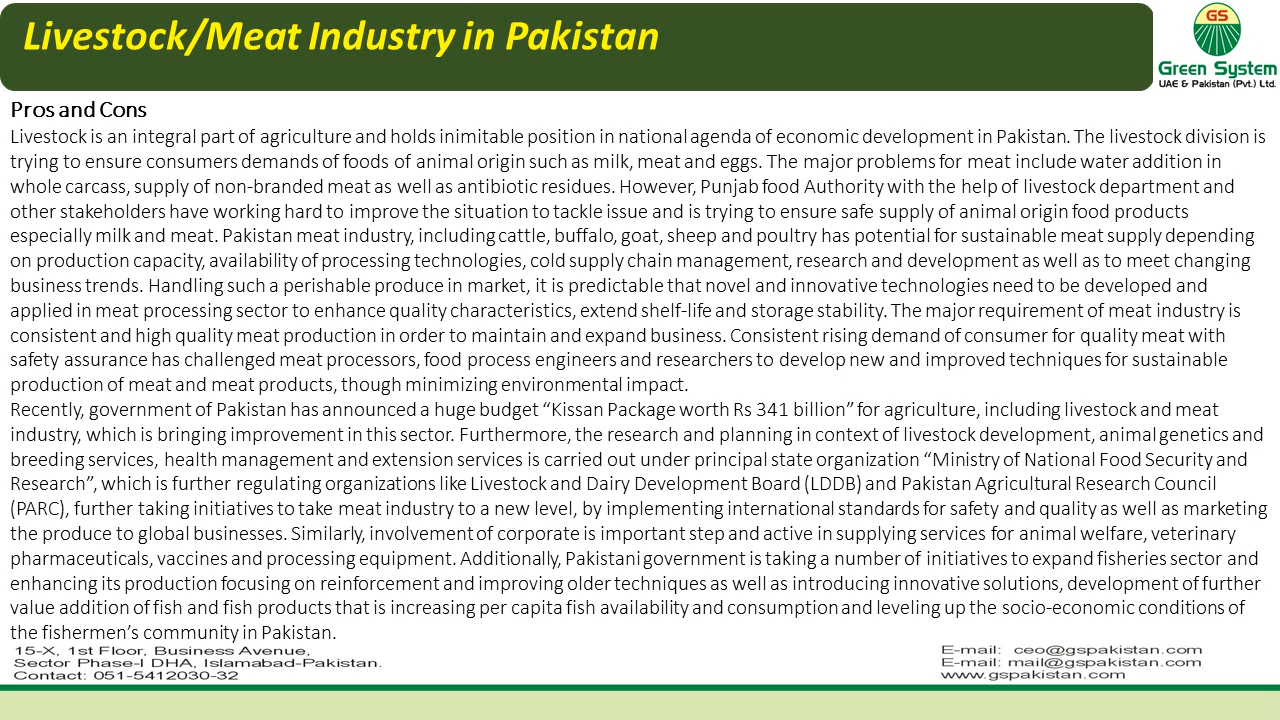 Livestock/Meat Industry in Pakistan
GS
Green System
UAE & Pakistan (Pvt.) Ltd.
Pros and Cons
Livestock is an integral part of agriculture and holds inimitable position in national agenda of economic development in Pakistan. The livestock division is
trying to ensure consumers demands of foods of animal origin such as milk, meat and eggs. The major problems for meat include water addition in
whole carcass, supply of non-branded meat as well as antibiotic residues. However, Punjab food Authority with the help of livestock department and
other stakeholders have working hard to improve the situation to tackle issue and is trying to ensure safe supply of animal origin food products
especially milk and meat. Pakistan meat industry, including cattle, buffalo, goat, sheep and poultry has potential for sustainable meat supply depending
on production capacity, availability of processing technologies, cold supply chain management, research and development as well as to meet changing
business trends. Handling such a perishable produce in market, it is predictable that novel and innovative technologies need to be developed and
applied in meat processing sector to enhance quality characteristics, extend shelf-life and storage stability. The major requirement of meat industry is
consistent and high quality meat production in order to maintain and expand business. Consistent rising demand of consumer for quality meat with
safety assurance has challenged meat processors, food process engineers and researchers to develop new and improved techniques for sustainable
production of meat and meat products, though minimizing environmental impact.
Recently, government of Pakistan has announced a huge budget “Kissan Package worth Rs 341 billion” for agriculture, including livestock and meat
industry, which is bringing improvement in this sector. Furthermore, the research and planning in context of livestock development, animal genetics and
breeding services, health management and extension services is carried out under principal state organization “Ministry of National Food Security and
Research”, which is further regulating organizations like Livestock and Dairy Development Board (LDDB) and Pakistan Agricultural Research Council
(PARC), further taking initiatives to take meat industry to a new level, by implementing international standards for safety and quality as well as marketing
the produce to global businesses. Similarly, involvement of corporate is important step and active in supplying services for animal welfare, veterinary
pharmaceuticals, vaccines and processing equipment. Additionally, Pakistani government is taking a number of initiatives to expand fisheries sector and
enhancing its production focusing on reinforcement and improving older techniques as well as introducing innovative solutions, development of further
value addition of fish and fish products that is increasing per capita fish availability and consumption and leveling up the socio-economic conditions of
the fishermen’s community in Pakistan.
15-X, 1st Floor, Business Avenue,
Sector Phase-I DHA, Islamabad-Pakistan.
Contact: 051-5412030-32
E-mail: ceo@gspakistan.com
E-mail: mail@gspakistan.com
www.gspakistan.com